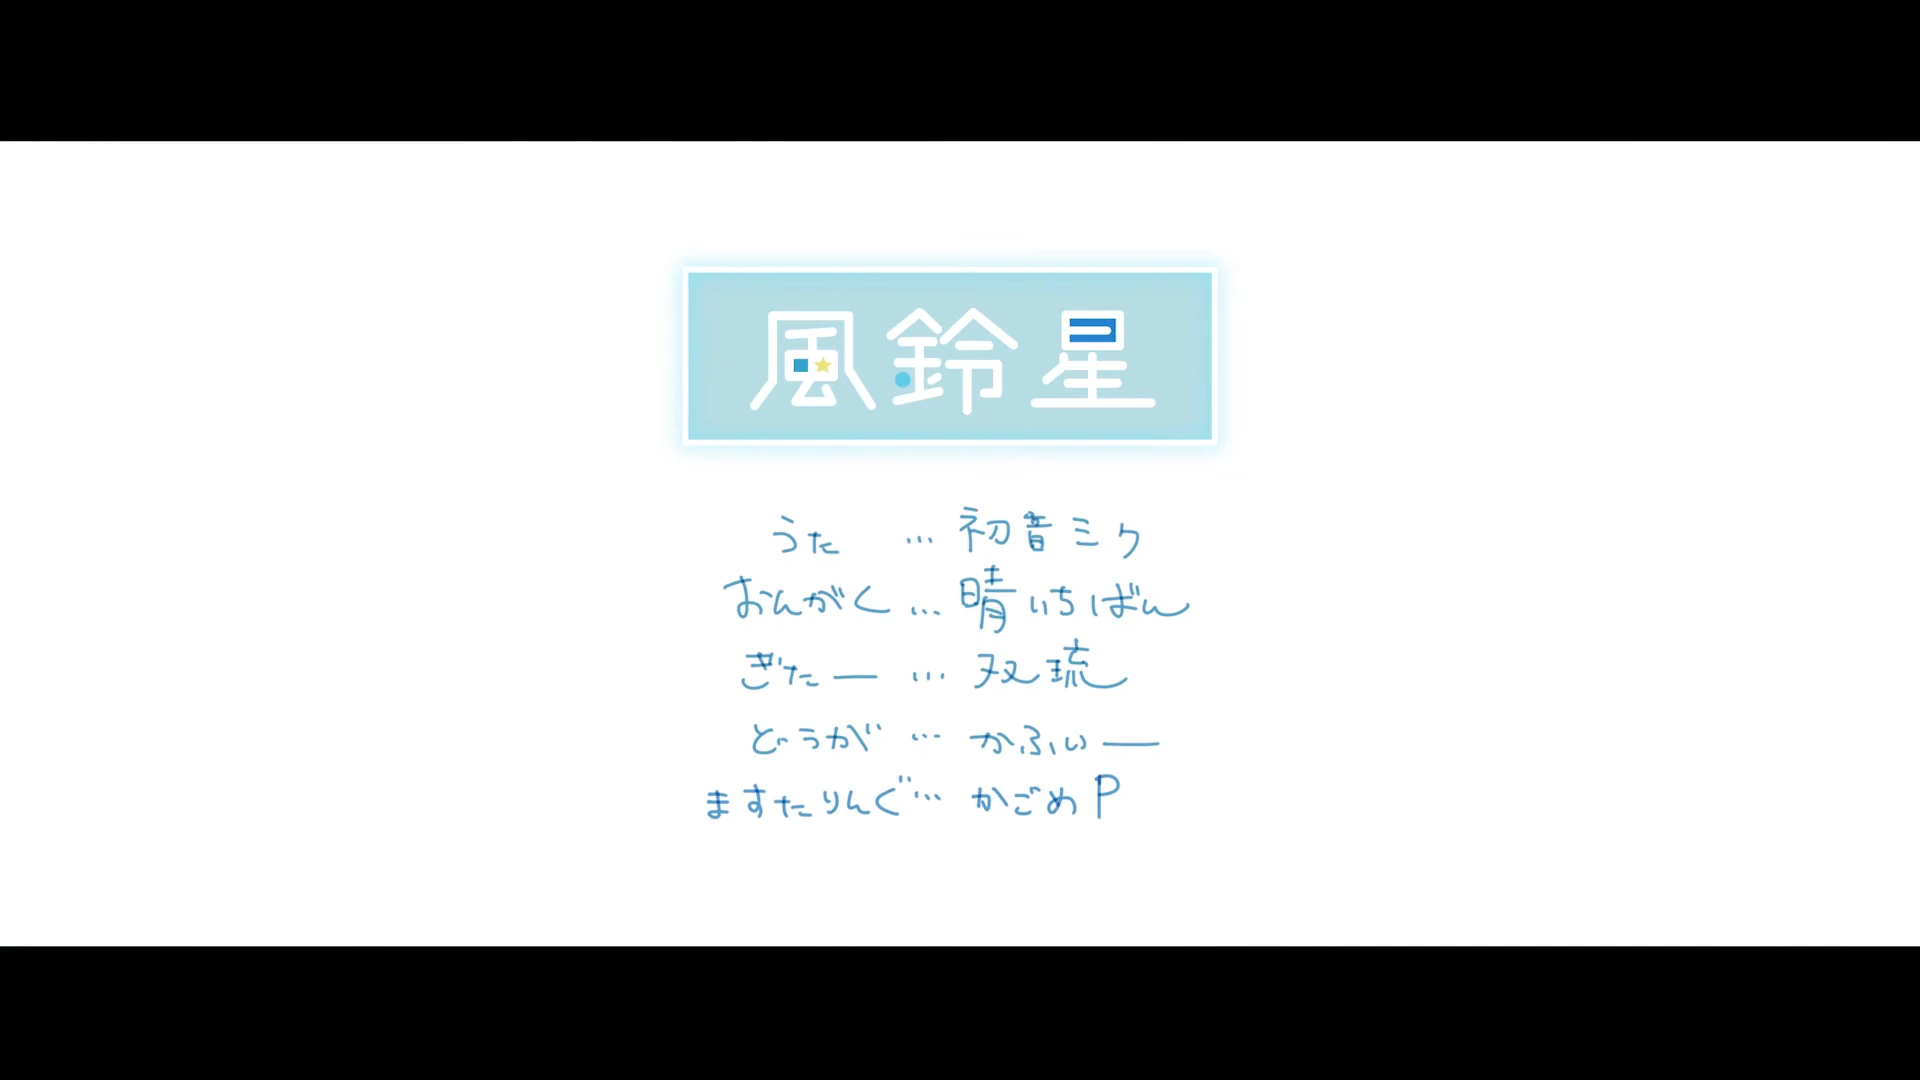 風鈴星
うた … 初音ミク
おんがく … 晴いちばん
ぎたー … 双琉
どうが … かふぃー
ますたりんぐ … かごめP